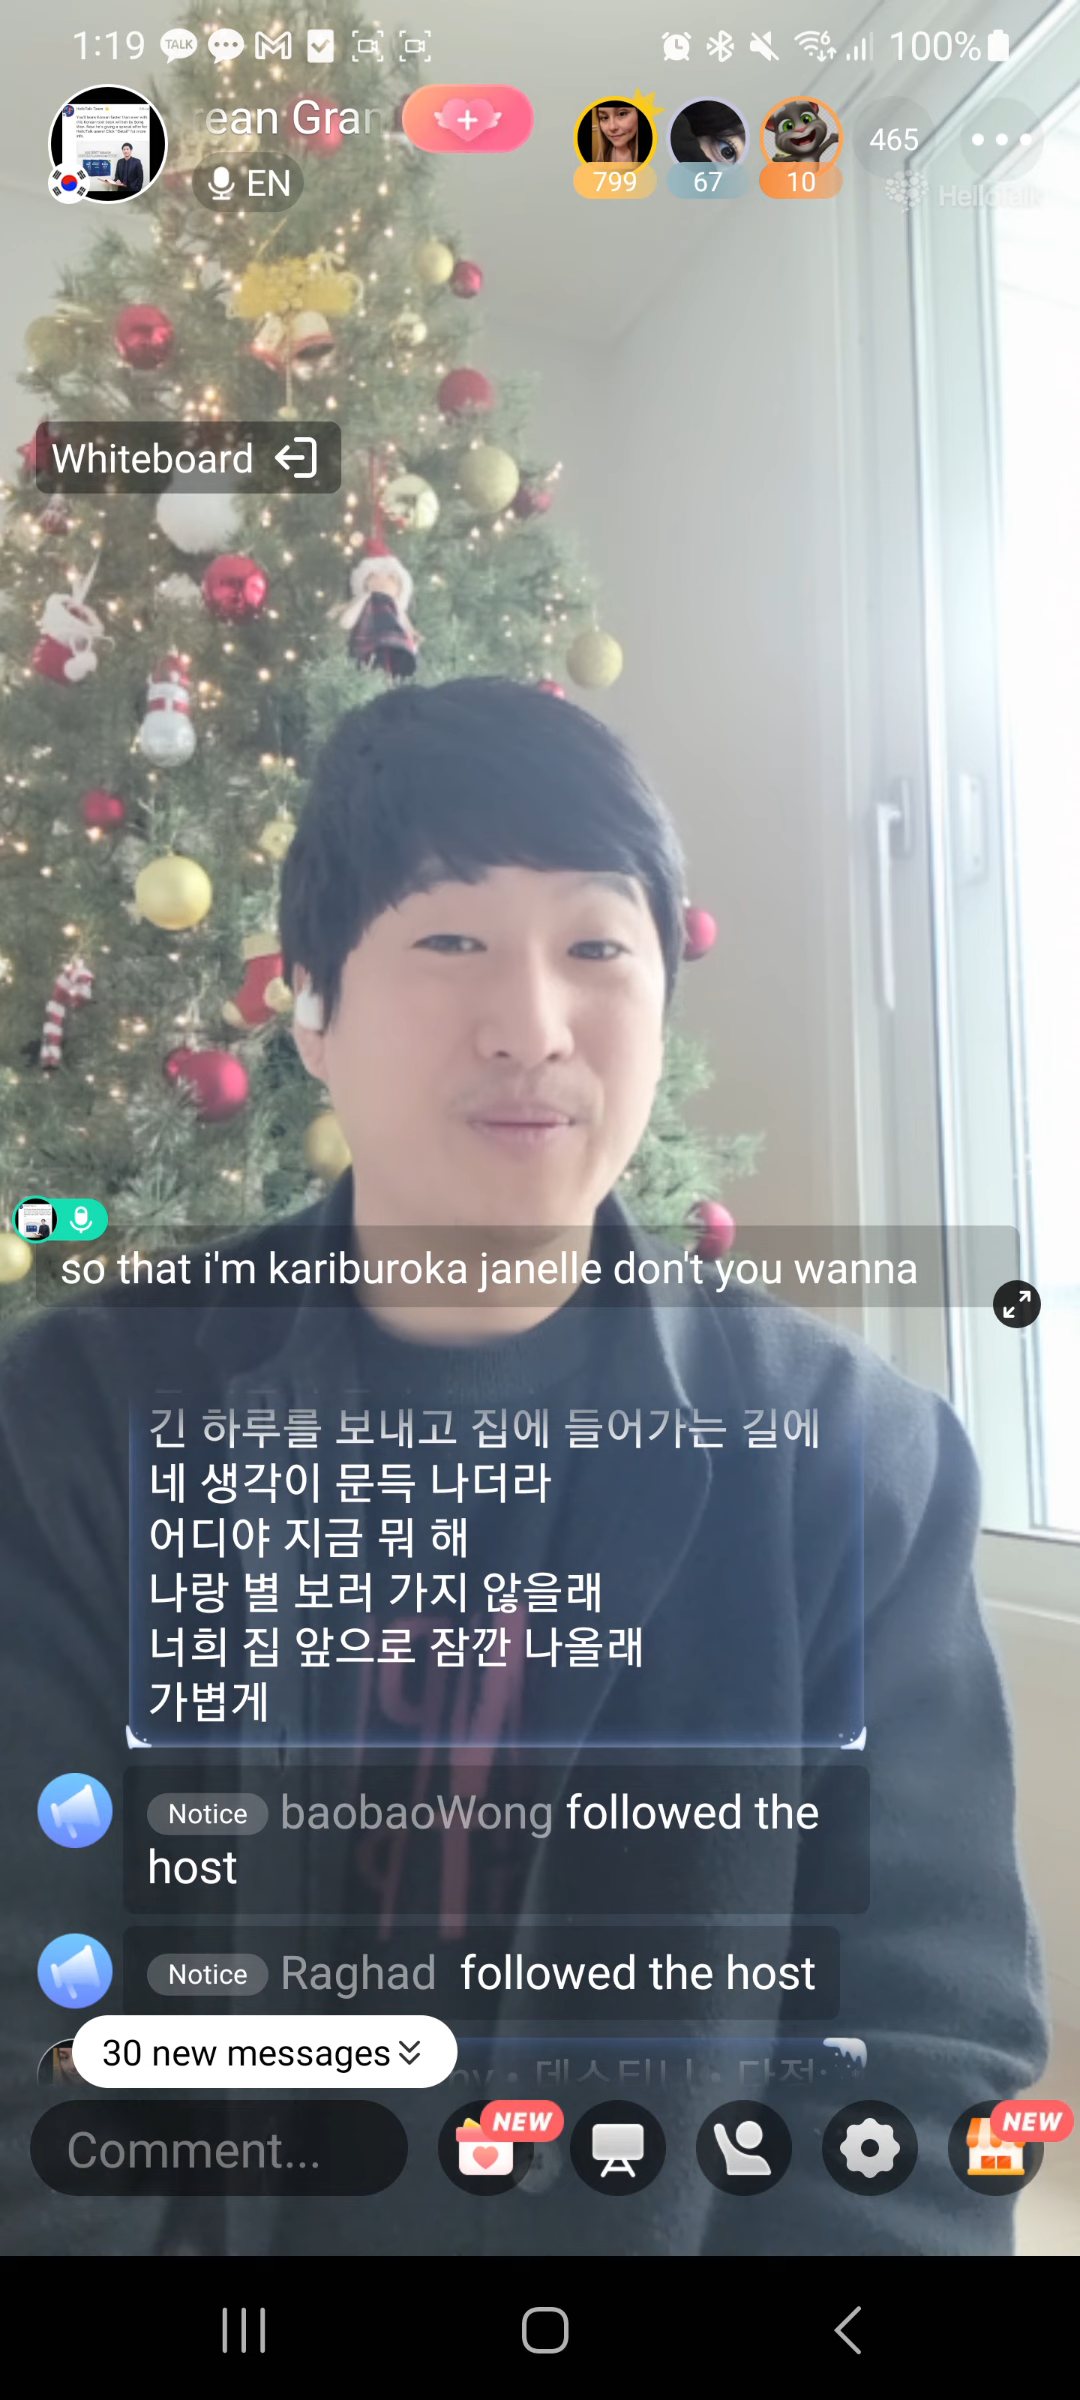 1:19
TALK
100%
ean Gran
EN
799
67
10
465
HelloTalk
Whiteboard
so that i'm kariburoka janelle don't you wanna
긴 하루를 보내고 집에 들어가는 길에
네 생각이 문득 나더라
어디야 지금 뭐 해
나랑 별 보러 가지 않을래
너희 집 앞으로 잠깐 나올래
가볍게
Notice baobaoWong followed the
host
Notice Raghad followed the host
30 new messages
Comment...
NEW
NEW